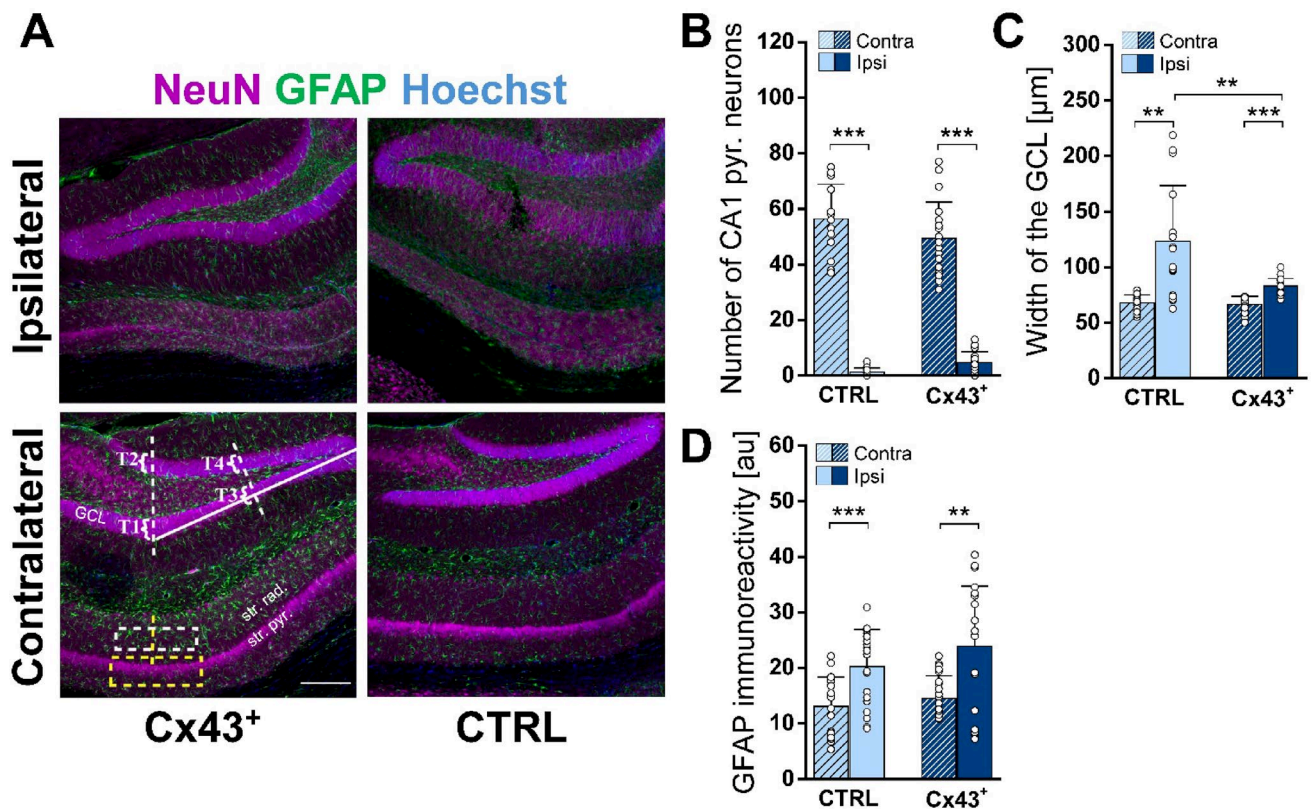 A
NeuN GFAP Hoechst
Ipsilateral
Contralateral
T2
T4
T3
GCL
T1
str. rad.
str. pyr.
Cx43+
CTRL
B
Number of CA1 pyr. neurons
120
100
80
60
40
20
0
Contra
Ipsi
***
***
CTRL
Cx43+
C
Width of the GCL [µm]
300
250
200
150
100
50
0
Contra
Ipsi
**
**
***
CTRL
Cx43+
D
GFAP immunoreactivity [au]
60
50
40
30
20
10
0
Contra
Ipsi
***
**
CTRL
Cx43+